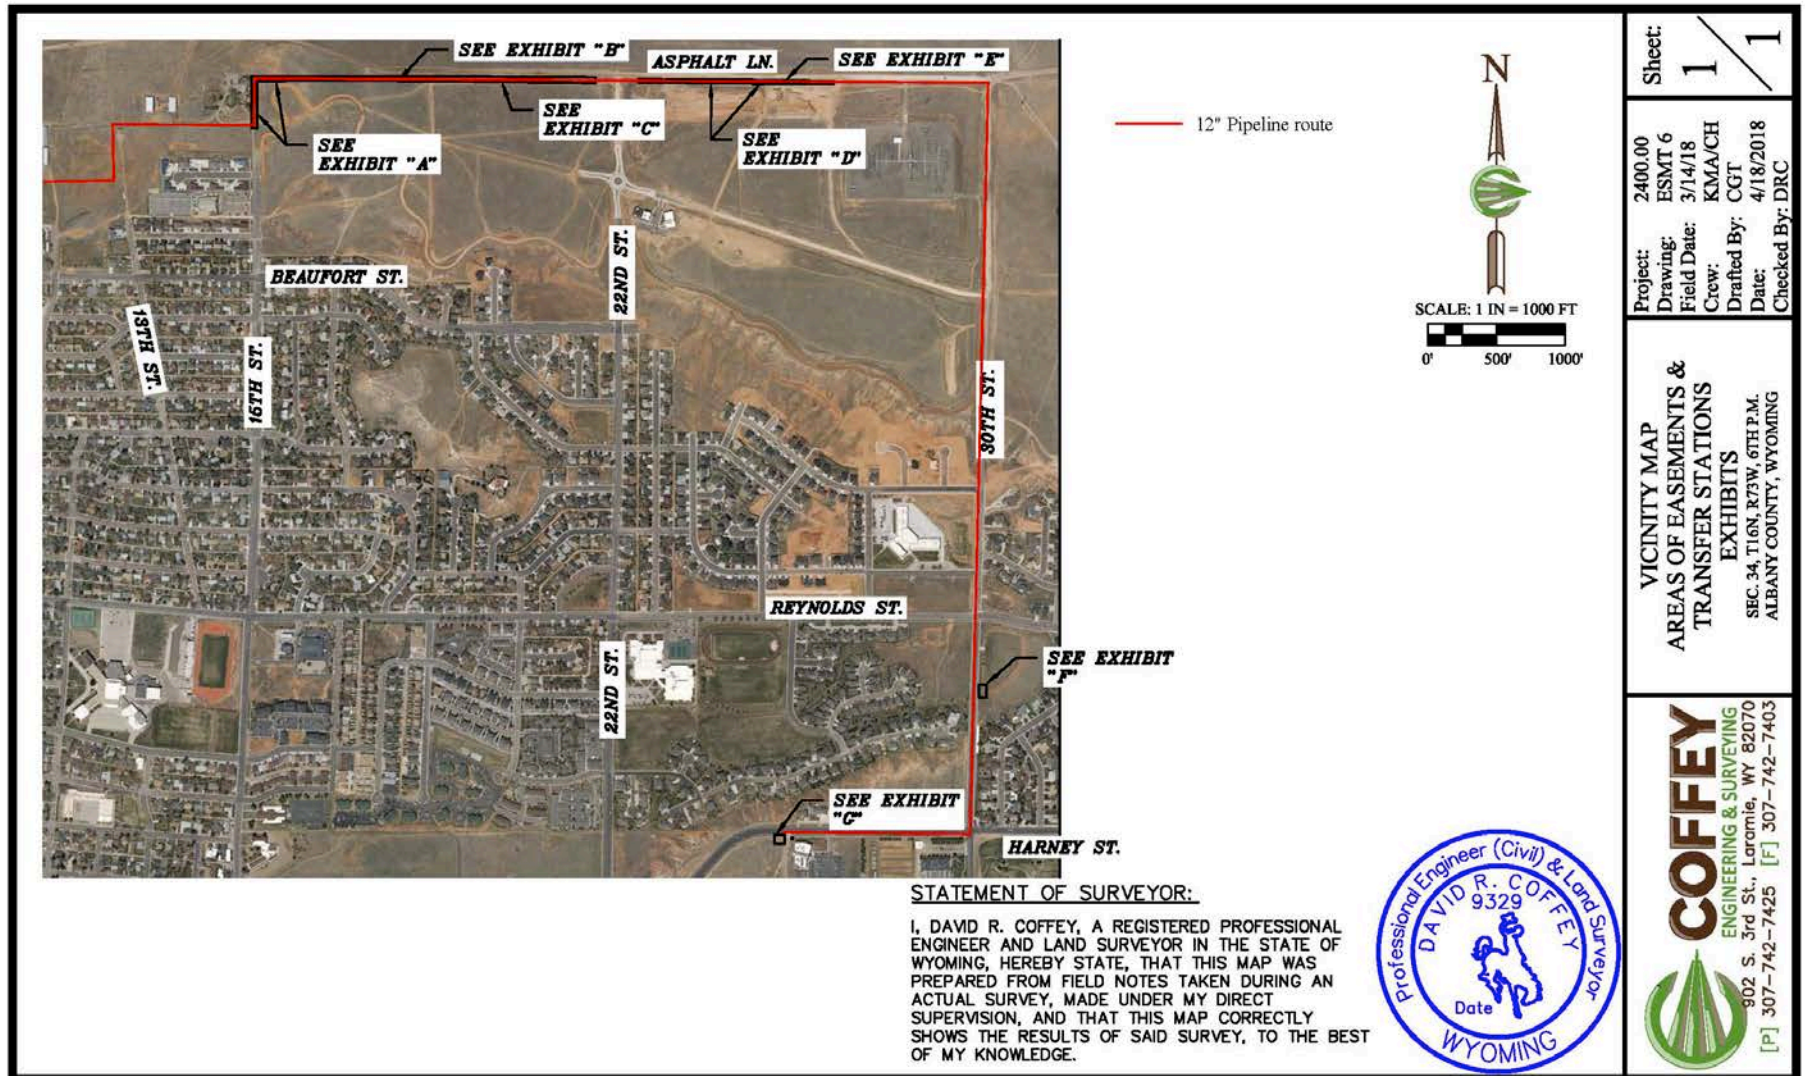 SEE EXHIBIT "B"
ASPHALT LN.
SEE EXHIBIT "E"
SEE
EXHIBIT "C"
SEE
EXHIBIT "A"
SEE
EXHIBIT "D"
22ND ST.
BEAUFORT ST.
13TH ST.
15TH ST.
30TH ST.
REYNOLDS ST.
22ND ST.
SEE EXHIBIT
"F"
SEE EXHIBIT
"G"
HARNEY ST.
12" Pipeline route
N
SCALE: 1 IN = 1000 FT
0' 500' 1000'
STATEMENT OF SURVEYOR:
I, DAVID R. COFFEY, A REGISTERED PROFESSIONAL
ENGINEER AND LAND SURVEYOR IN THE STATE OF
WYOMING, HEREBY STATE, THAT THIS MAP WAS
PREPARED FROM FIELD NOTES TAKEN DURING AN
ACTUAL SURVEY, MADE UNDER MY DIRECT
SUPERVISION, AND THAT THIS MAP CORRECTLY
SHOWS THE RESULTS OF SAID SURVEY, TO THE BEST
OF MY KNOWLEDGE.
Professional Engineer (Civil) & Land Surveyor
DAVID R. COFFEY
9329
Date
WYOMING
Sheet:
1/1
Project: 2400.00
Drawing: ESMT 6
Field Date: 3/14/18
Crew: KMA/CH
Drafted By: CGT
Date: 4/18/2018
Checked By: DRC
VICINITY MAP
AREAS OF EASEMENTS &
TRANSFER STATIONS
EXHIBITS
SEC. 34, T16N, R73W, 6TH P.M.
ALBANY COUNTY, WYOMING
COFFEY
ENGINEERING & SURVEYING
902 S. 3rd St., Laramie, WY 82070
[P] 307-742-7425 [F] 307-742-7403